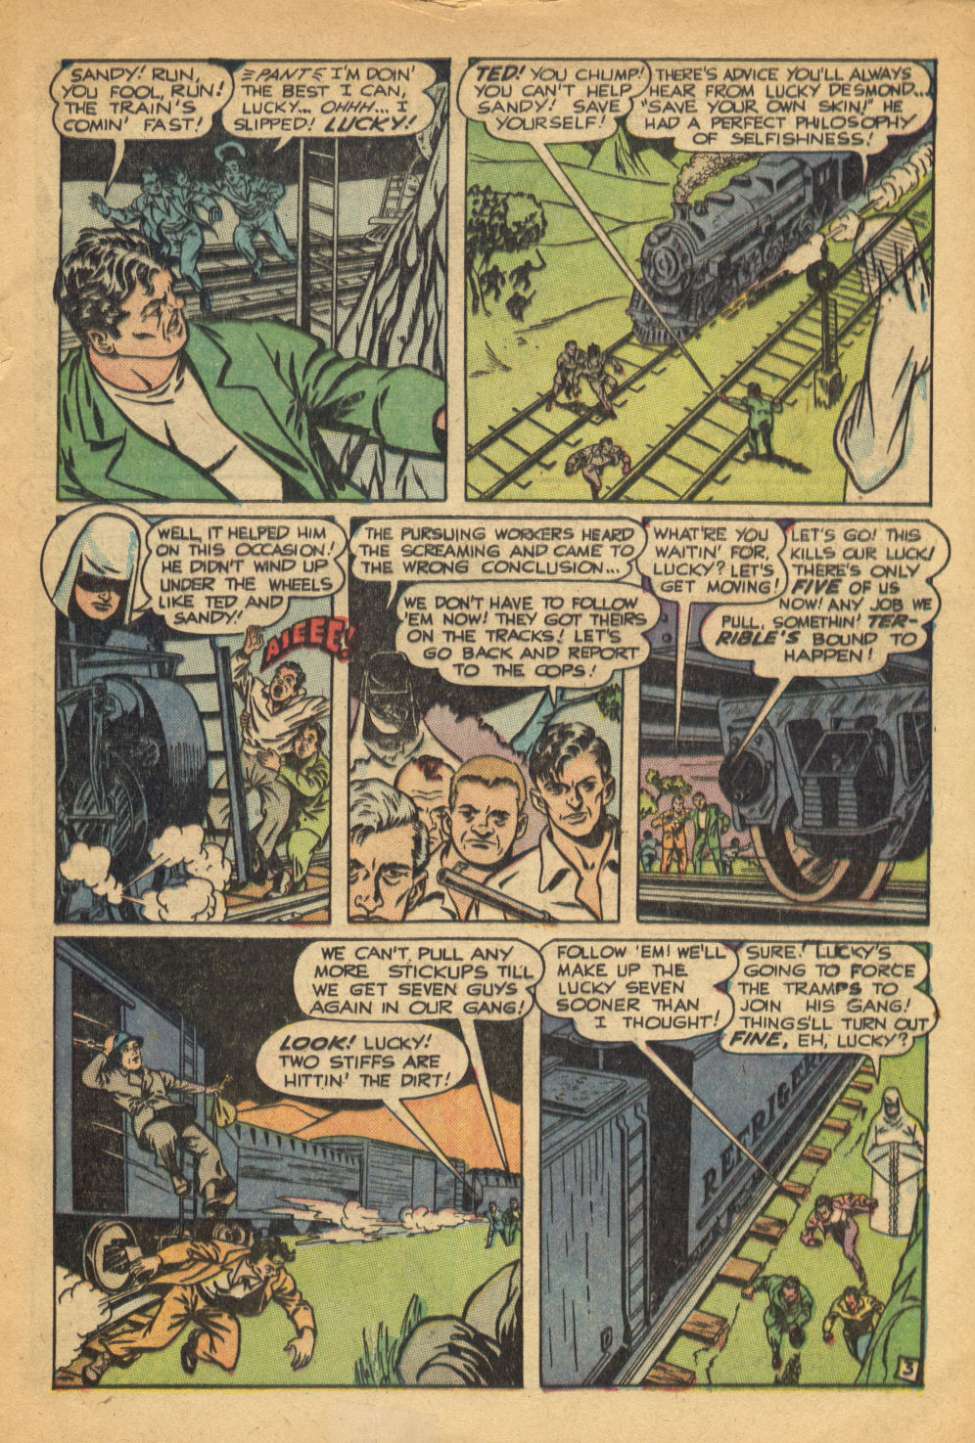 SANDY! RUN,
YOU FOOL, RUN!
THE TRAIN'S
COMIN' FAST!
PANT I'M DOIN'
THE BEST I CAN,
LUCKY... OHHH... I
SLIPPED! LUCKY!
TED! YOU CHUMP!
YOU CAN'T HELP
SANDY! SAVE
YOURSELF!
THERE'S ADVICE YOU'LL ALWAYS
HEAR FROM LUCKY DESMOND...
"SAVE YOUR OWN SKIN!" HE
HAD A PERFECT PHILOSOPHY
OF SELFISHNESS!
WELL, IT HELPED HIM
ON THIS OCCASION!
HE DIDN'T WIND UP
UNDER THE WHEELS
LIKE TED AND
SANDY!
AIEEEE!
THE PURSUING WORKERS HEARD
THE SCREAMING AND CAME TO
THE WRONG CONCLUSION...
WE DON'T HAVE TO FOLLOW
'EM NOW! THEY GOT THEIRS
ON THE TRACKS! LET'S
GO BACK AND REPORT
TO THE COPS!
WHAT'RE YOU
WAITIN' FOR,
LUCKY? LET'S
GET MOVING!
LET'S GO! THIS
KILLS OUR LUCK!
THERE'S ONLY
FIVE OF US
NOW! ANY JOB WE
PULL, SOMETHIN' TER-
RIBLE'S BOUND TO
HAPPEN!
WE CAN'T PULL ANY
MORE STICKUPS TILL
WE GET SEVEN GUYS
AGAIN IN OUR GANG!
LOOK! LUCKY!
TWO STIFFS ARE
HITTIN' THE DIRT!
FOLLOW 'EM! WE'LL
MAKE UP THE
LUCKY SEVEN
SOONER THAN
I THOUGHT!
SURE! LUCKY'S
GOING TO FORCE
THE TRAMPS TO
JOIN HIS GANG!
THINGS'LL TURN OUT
FINE, EH, LUCKY?
REFRIGER
3